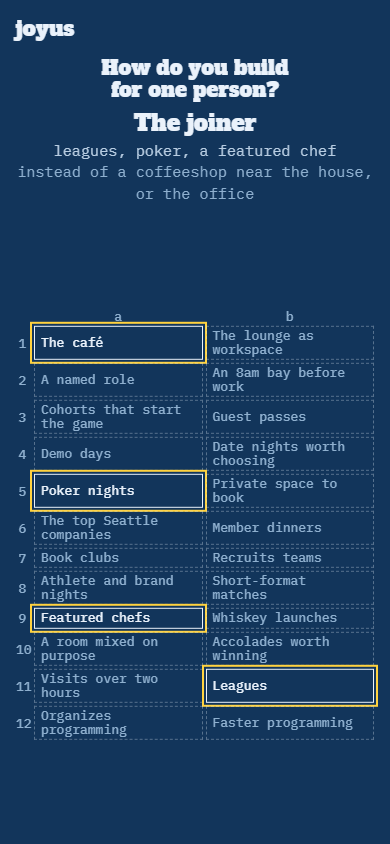 joyus
How do you build
for one person?
The joiner
leagues, poker, a featured chef
instead of a coffeeshop near the house,
or the office
a b
1 The café The lounge as
workspace
2 A named role An 8am bay before
work
3 Cohorts that start
the game Guest passes
4 Demo days Date nights worth
choosing
5 Poker nights Private space to
book
6 The top Seattle
companies Member dinners
7 Book clubs Recruits teams
8 Athlete and brand
nights Short-format
matches
9 Featured chefs Whiskey launches
10 A room mixed on
purpose Accolades worth
winning
11 Visits over two
hours Leagues
12 Organizes
programming Faster programming